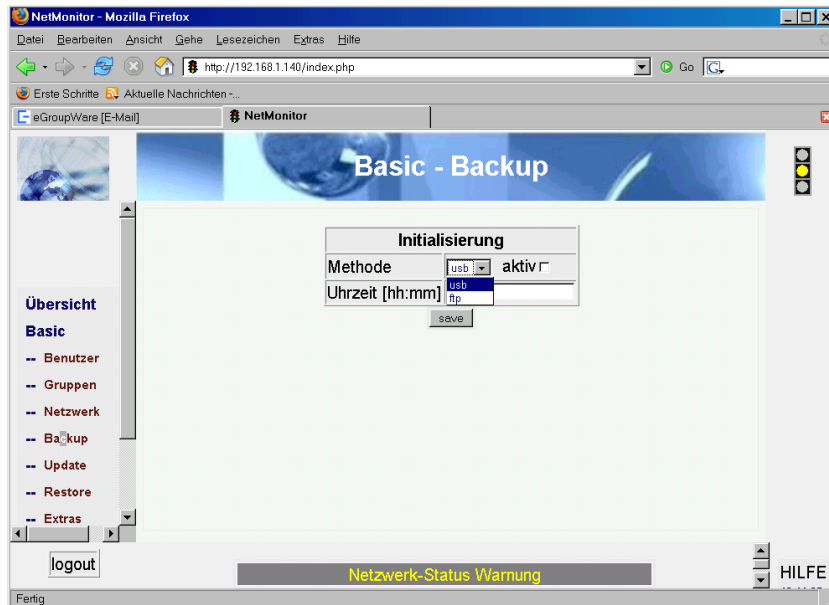 NetMonitor - Mozilla Firefox
Datei Bearbeiten Ansicht Gehe Lesezeichen Extras Hilfe
http://192.168.1.140/index.php
Go
Erste Schritte Aktuelle Nachrichten -...
eGroupWare [E-Mail]
NetMonitor
Basic - Backup
Initialisierung
Methode usb aktiv
usb
ftp
Uhrzeit [hh:mm]
save
Übersicht
Basic
-- Benutzer
-- Gruppen
-- Netzwerk
-- Backup
-- Update
-- Restore
-- Extras
logout
Netzwerk-Status Warnung
HILFE
Fertig